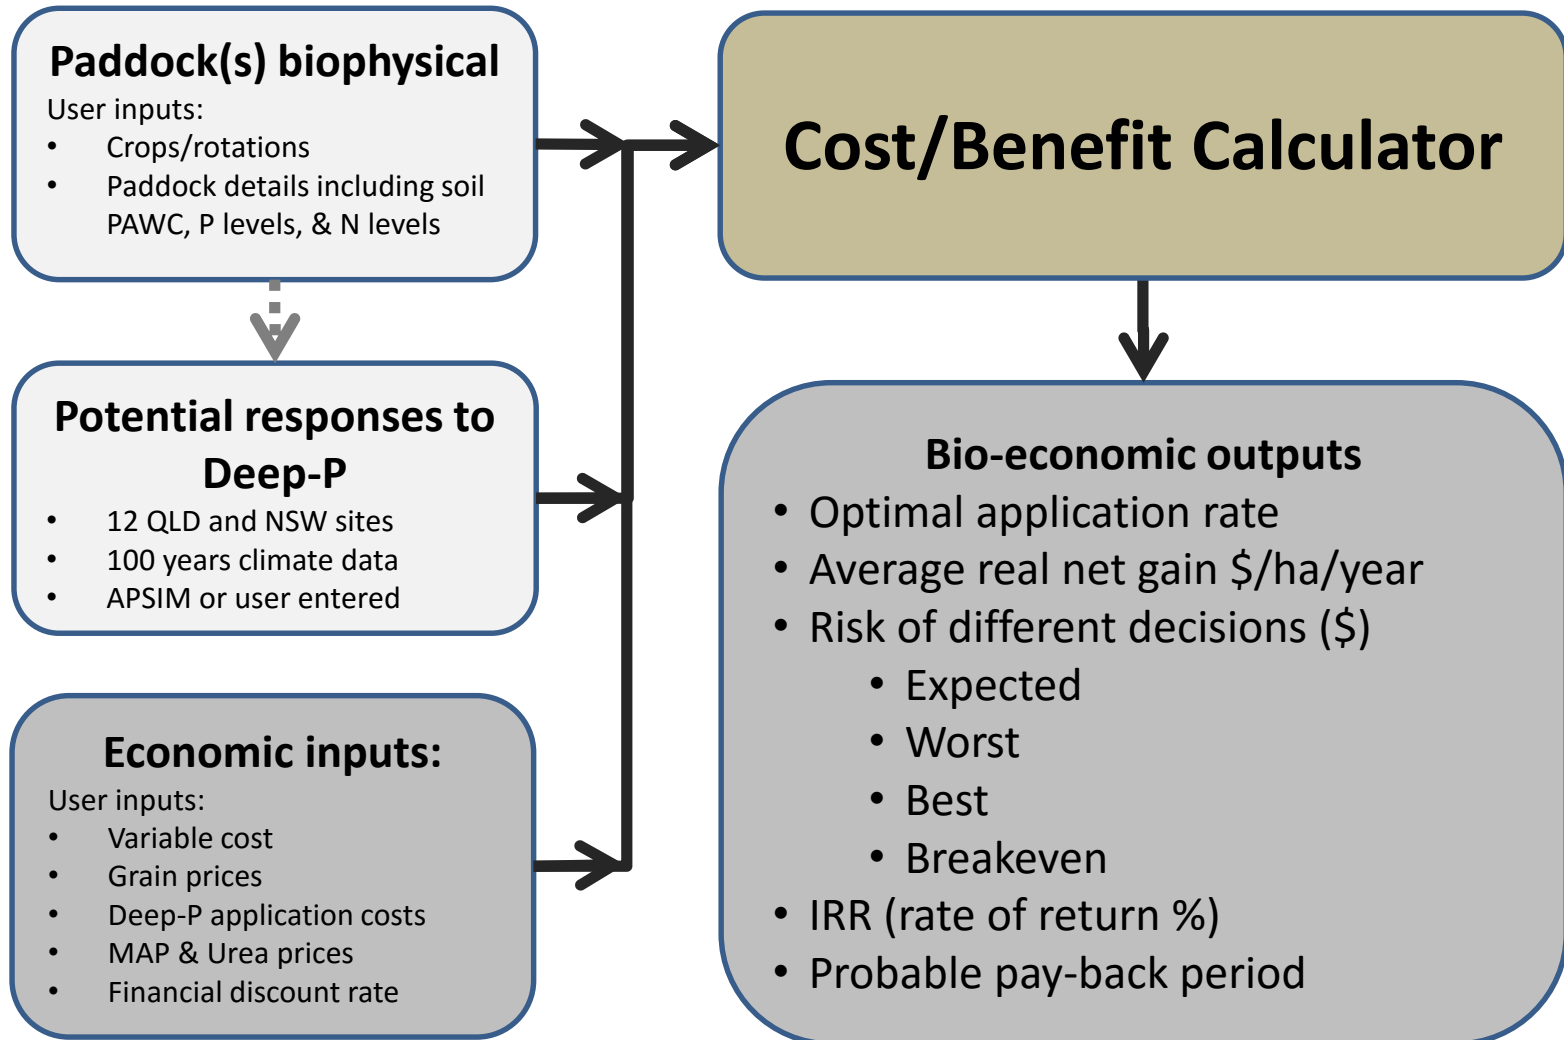 Paddock(s) biophysical
User inputs:
• Crops/rotations
• Paddock details including soil
PAWC, P levels, & N levels
Potential responses to
Deep-P
• 12 QLD and NSW sites
• 100 years climate data
• APSIM or user entered
Economic inputs:
User inputs:
• Variable cost
• Grain prices
• Deep-P application costs
• MAP & Urea prices
• Financial discount rate
Cost/Benefit Calculator
Bio-economic outputs
• Optimal application rate
• Average real net gain $/ha/year
• Risk of different decisions ($)
• Expected
• Worst
• Best
• Breakeven
• IRR (rate of return %)
• Probable pay-back period